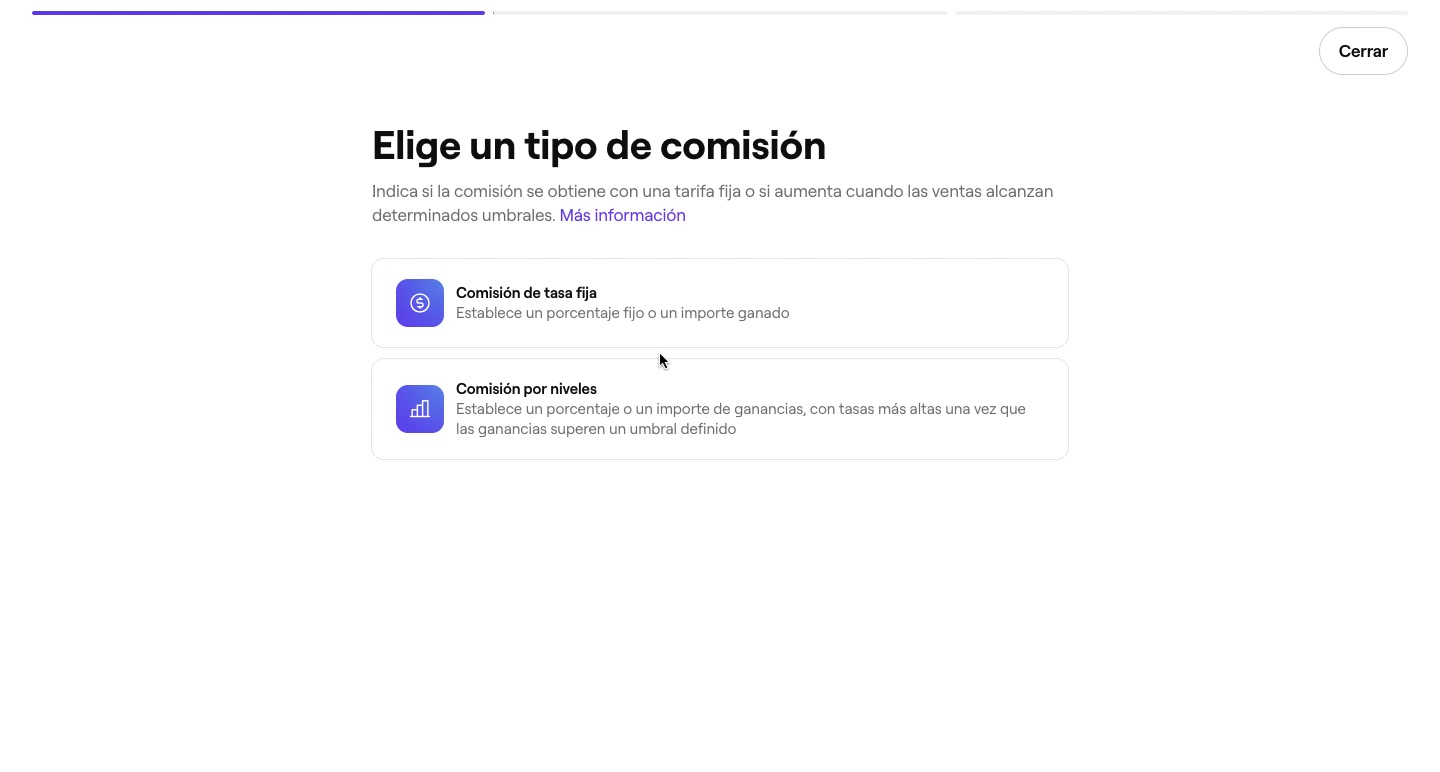 Cerrar
Elige un tipo de comisión
Indica si la comisión se obtiene con una tarifa fija o si aumenta cuando las ventas alcanzan
determinados umbrales. Más información
Comisión de tasa fija
Establece un porcentaje fijo o un importe ganado
Comisión por niveles
Establece un porcentaje o un importe de ganancias, con tasas más altas una vez que
las ganancias superen un umbral definido